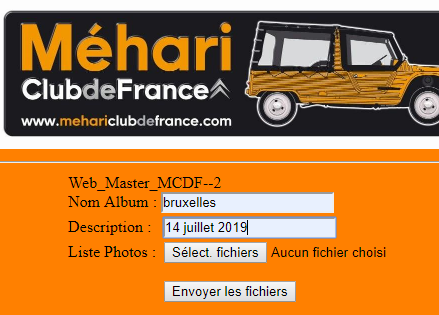 Méhari
ClubdeFrance
www.mehariclubdefrance.com
Web_Master_MCDF--2
Nom Album : bruxelles
Description : 14 juillet 2019
Liste Photos : Sélect. fichiers Aucun fichier choisi
Envoyer les fichiers